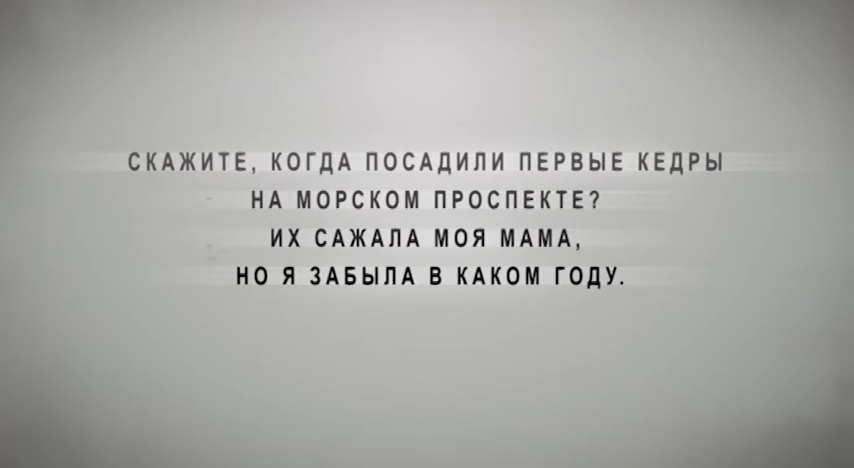 СКАЖИТЕ, КОГДА ПОСАДИЛИ ПЕРВЫЕ КЕДРЫ
НА МОРСКОМ ПРОСПЕКТЕ?
ИХ САЖАЛА МОЯ МАМА,
НО Я ЗАБЫЛА В КАКОМ ГОДУ.